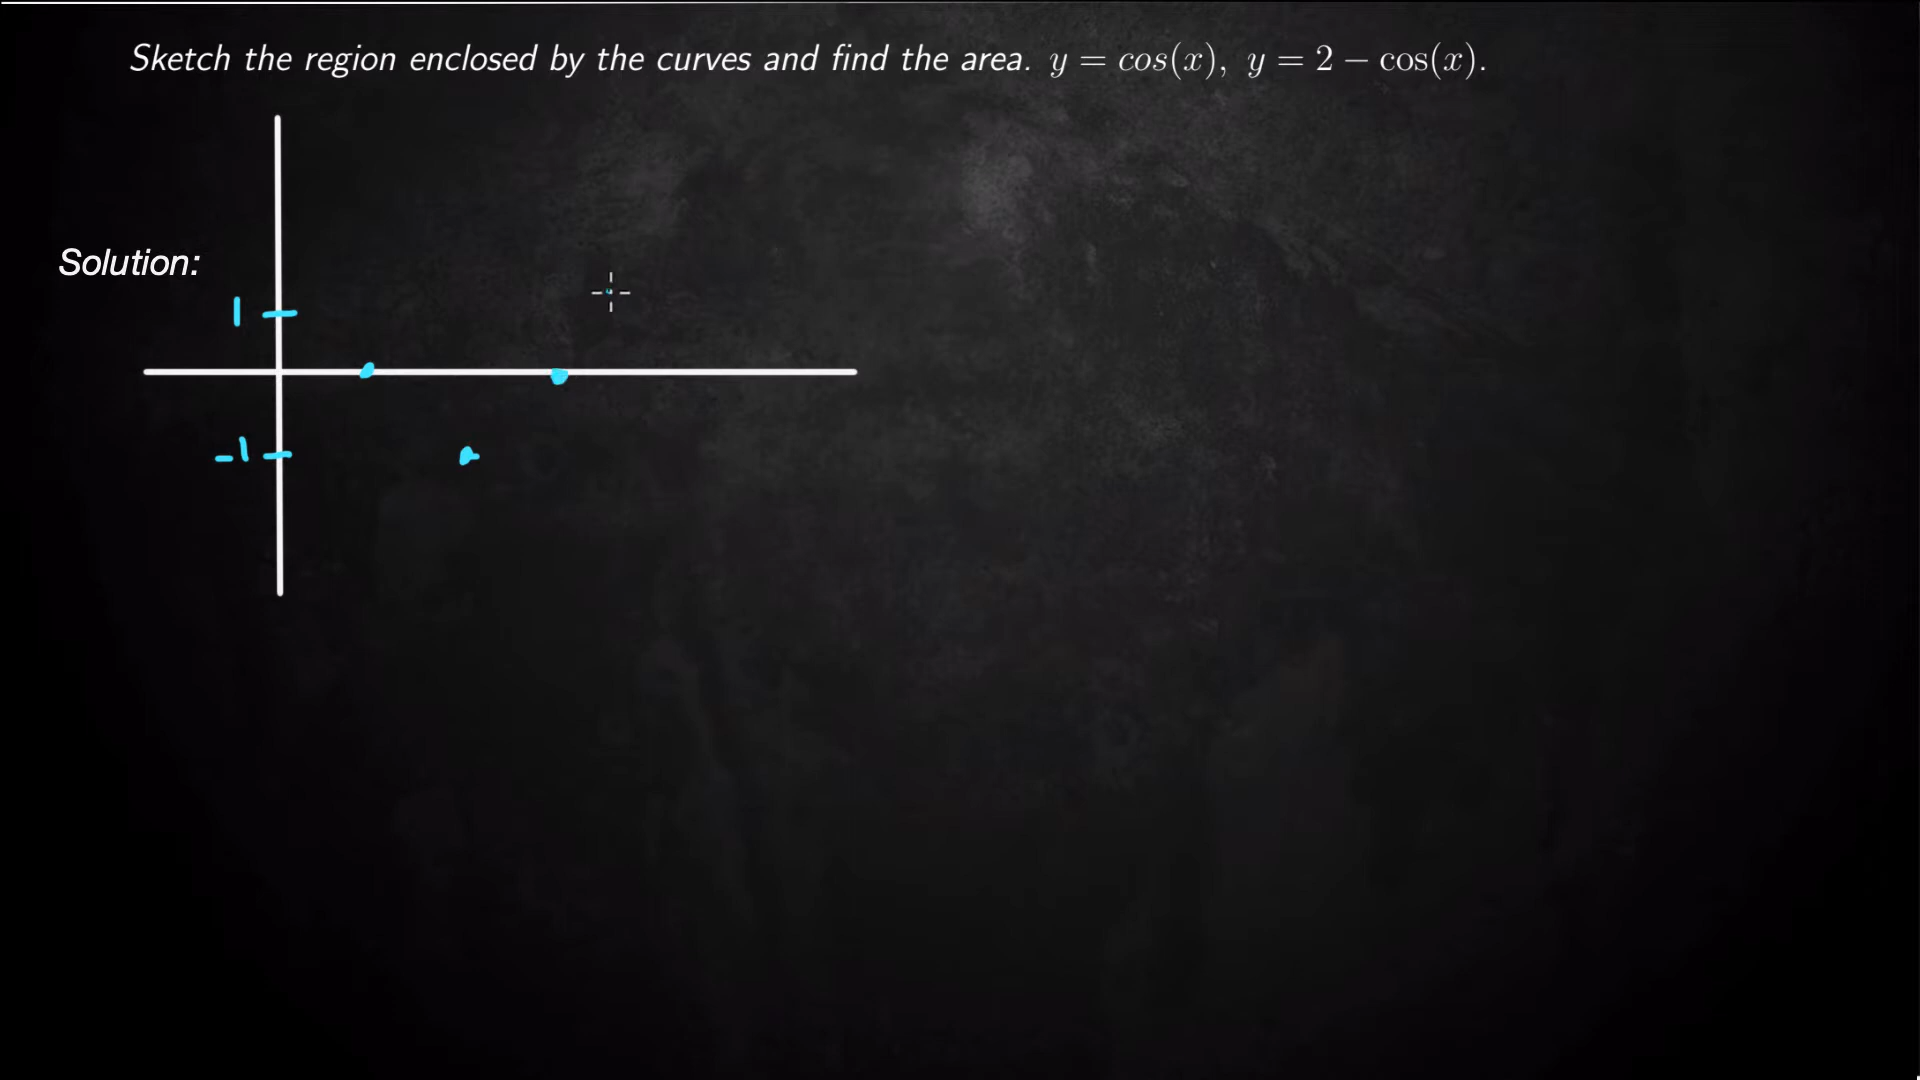 Sketch the region enclosed by the curves and find the area. y = cos(x), y = 2 − cos(x).
Solution:
1
-1